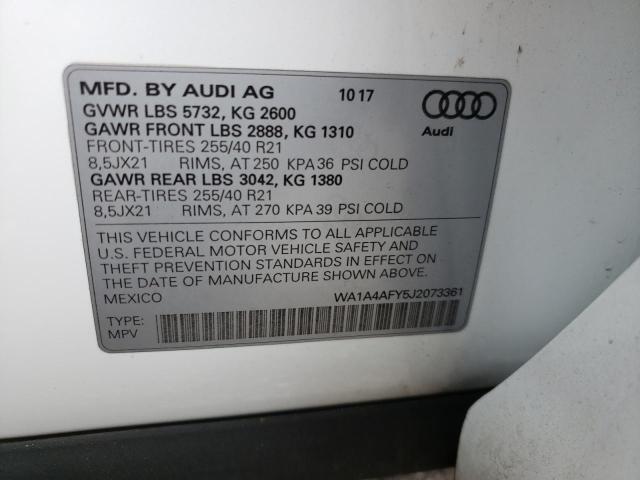 MFD. BY AUDI AG 10 17
GVWR LBS 5732, KG 2600
GAWR FRONT LBS 2888, KG 1310
FRONT-TIRES 255/40 R21
8,5JX21 RIMS, AT 250 KPA 36 PSI COLD
GAWR REAR LBS 3042, KG 1380
REAR-TIRES 255/40 R21
8,5JX21 RIMS, AT 270 KPA 39 PSI COLD
Audi
THIS VEHICLE CONFORMS TO ALL APPLICABLE
U.S. FEDERAL MOTOR VEHICLE SAFETY AND
THEFT PREVENTION STANDARDS IN EFFECT ON
THE DATE OF MANUFACTURE SHOWN ABOVE.
MEXICO WA1A4AFY5J2073361
TYPE:
MPV